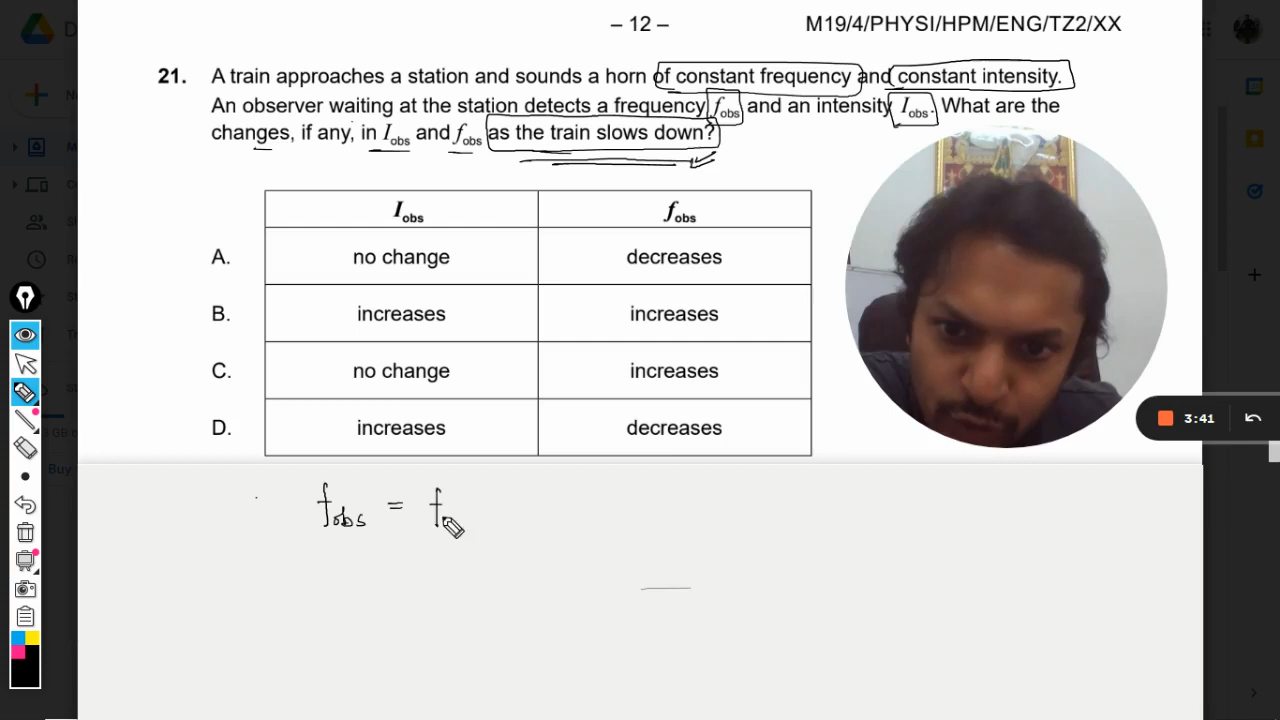 – 12 –
M19/4/PHYSI/HPM/ENG/TZ2/XX
21. A train approaches a station and sounds a horn of constant frequency and constant intensity.
An observer waiting at the station detects a frequency fobs and an intensity Iobs. What are the
changes, if any, in Iobs and fobs as the train slows down?
Iobs fobs
A. no change decreases
B. increases increases
C. no change increases
D. increases decreases
fobs = f
3:41
Buy